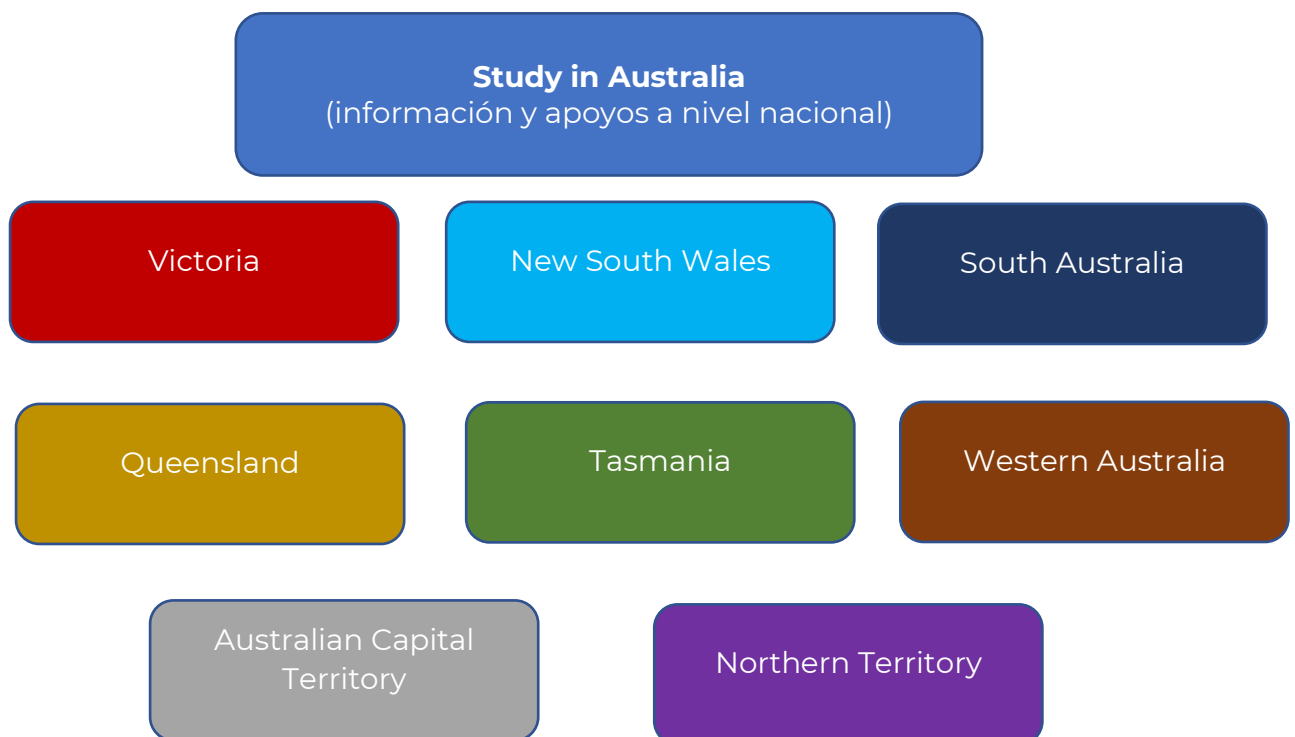 Study in Australia
(información y apoyos a nivel nacional)
Victoria
New South Wales
South Australia
Queensland
Tasmania
Western Australia
Australian Capital
Territory
Northern Territory